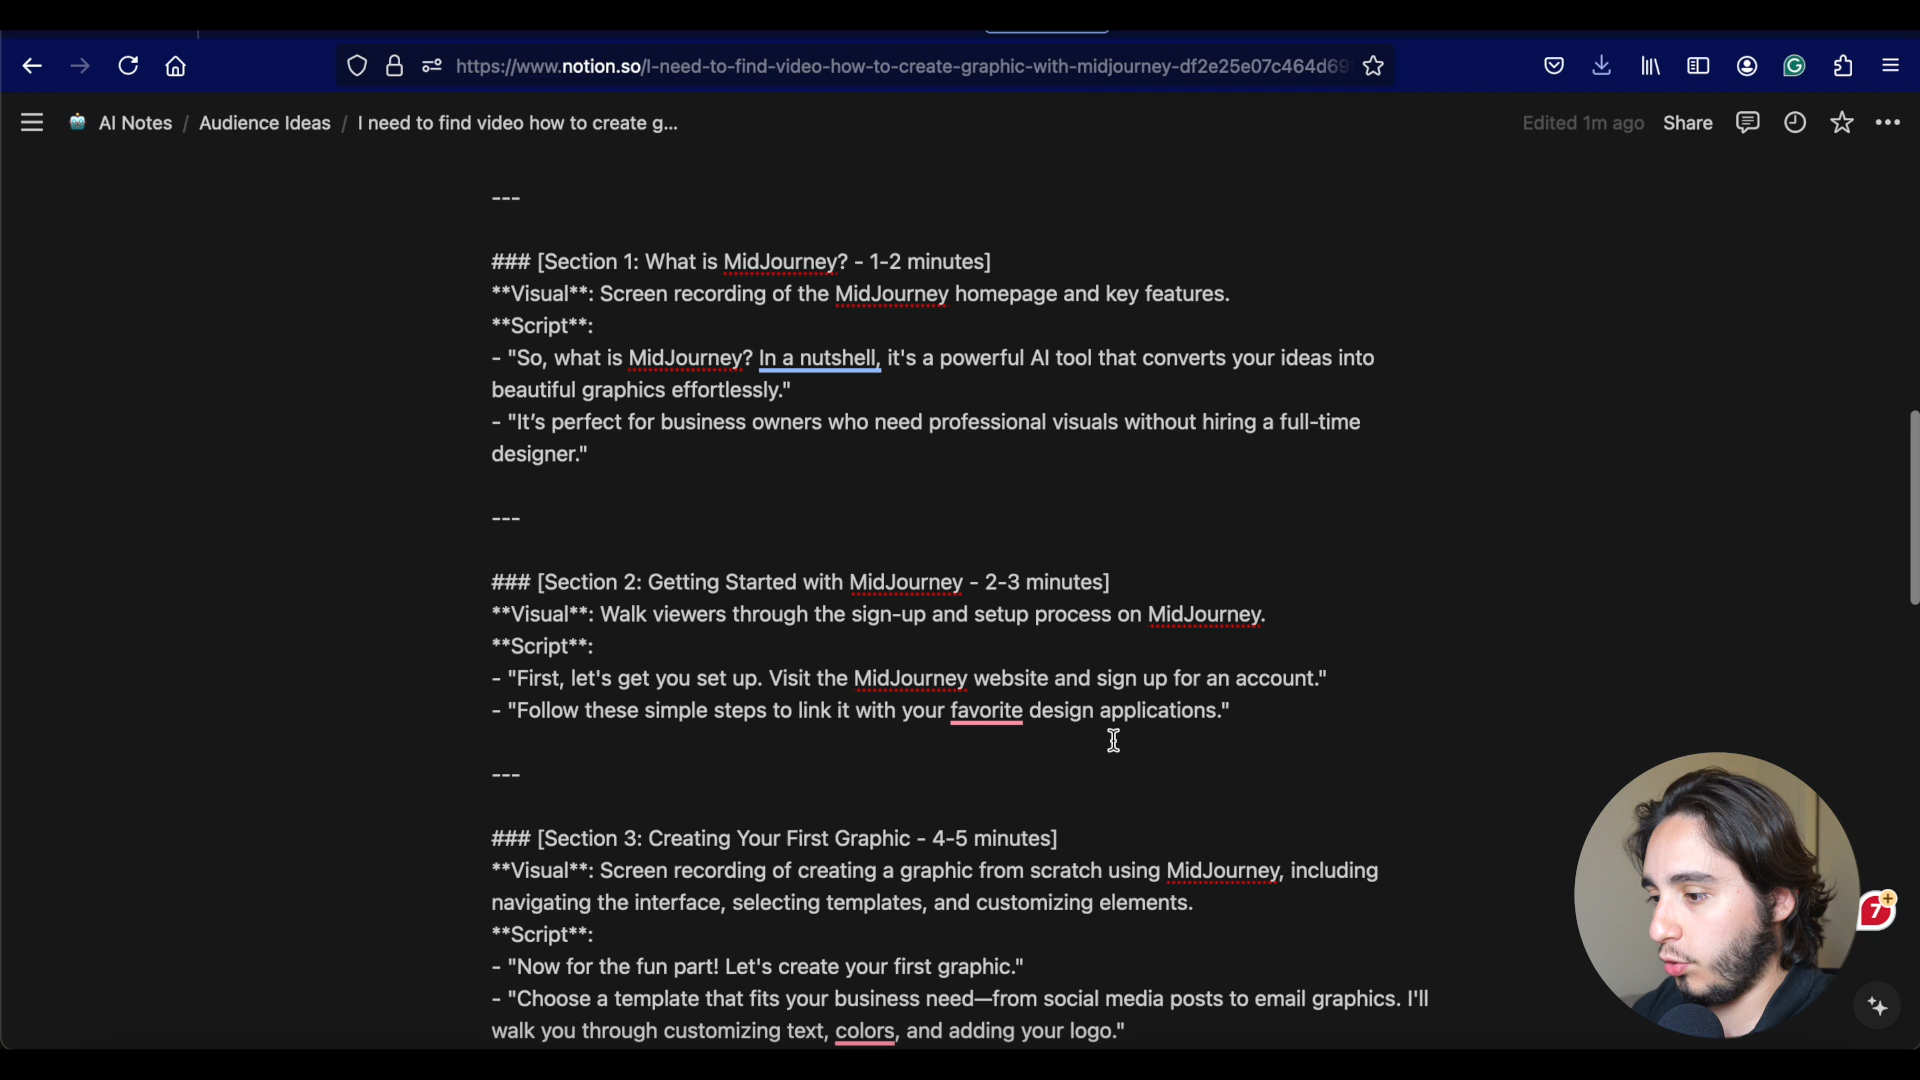 https://www.notion.so/I-need-to-find-video-how-to-create-graphic-with-midjourney-df2e25e07c464d69
AI Notes / Audience Ideas / I need to find video how to create g...
Edited 1m ago Share
---
### [Section 1: What is MidJourney? - 1-2 minutes]
**Visual**: Screen recording of the MidJourney homepage and key features.
**Script**:
- "So, what is MidJourney? In a nutshell, it's a powerful AI tool that converts your ideas into
beautiful graphics effortlessly."
- "It’s perfect for business owners who need professional visuals without hiring a full-time
designer."
---
### [Section 2: Getting Started with MidJourney - 2-3 minutes]
**Visual**: Walk viewers through the sign-up and setup process on MidJourney.
**Script**:
- "First, let's get you set up. Visit the MidJourney website and sign up for an account."
- "Follow these simple steps to link it with your favorite design applications."
---
### [Section 3: Creating Your First Graphic - 4-5 minutes]
**Visual**: Screen recording of creating a graphic from scratch using MidJourney, including
navigating the interface, selecting templates, and customizing elements.
**Script**:
- "Now for the fun part! Let's create your first graphic."
- "Choose a template that fits your business need—from social media posts to email graphics. I'll
walk you through customizing text, colors, and adding your logo."
7